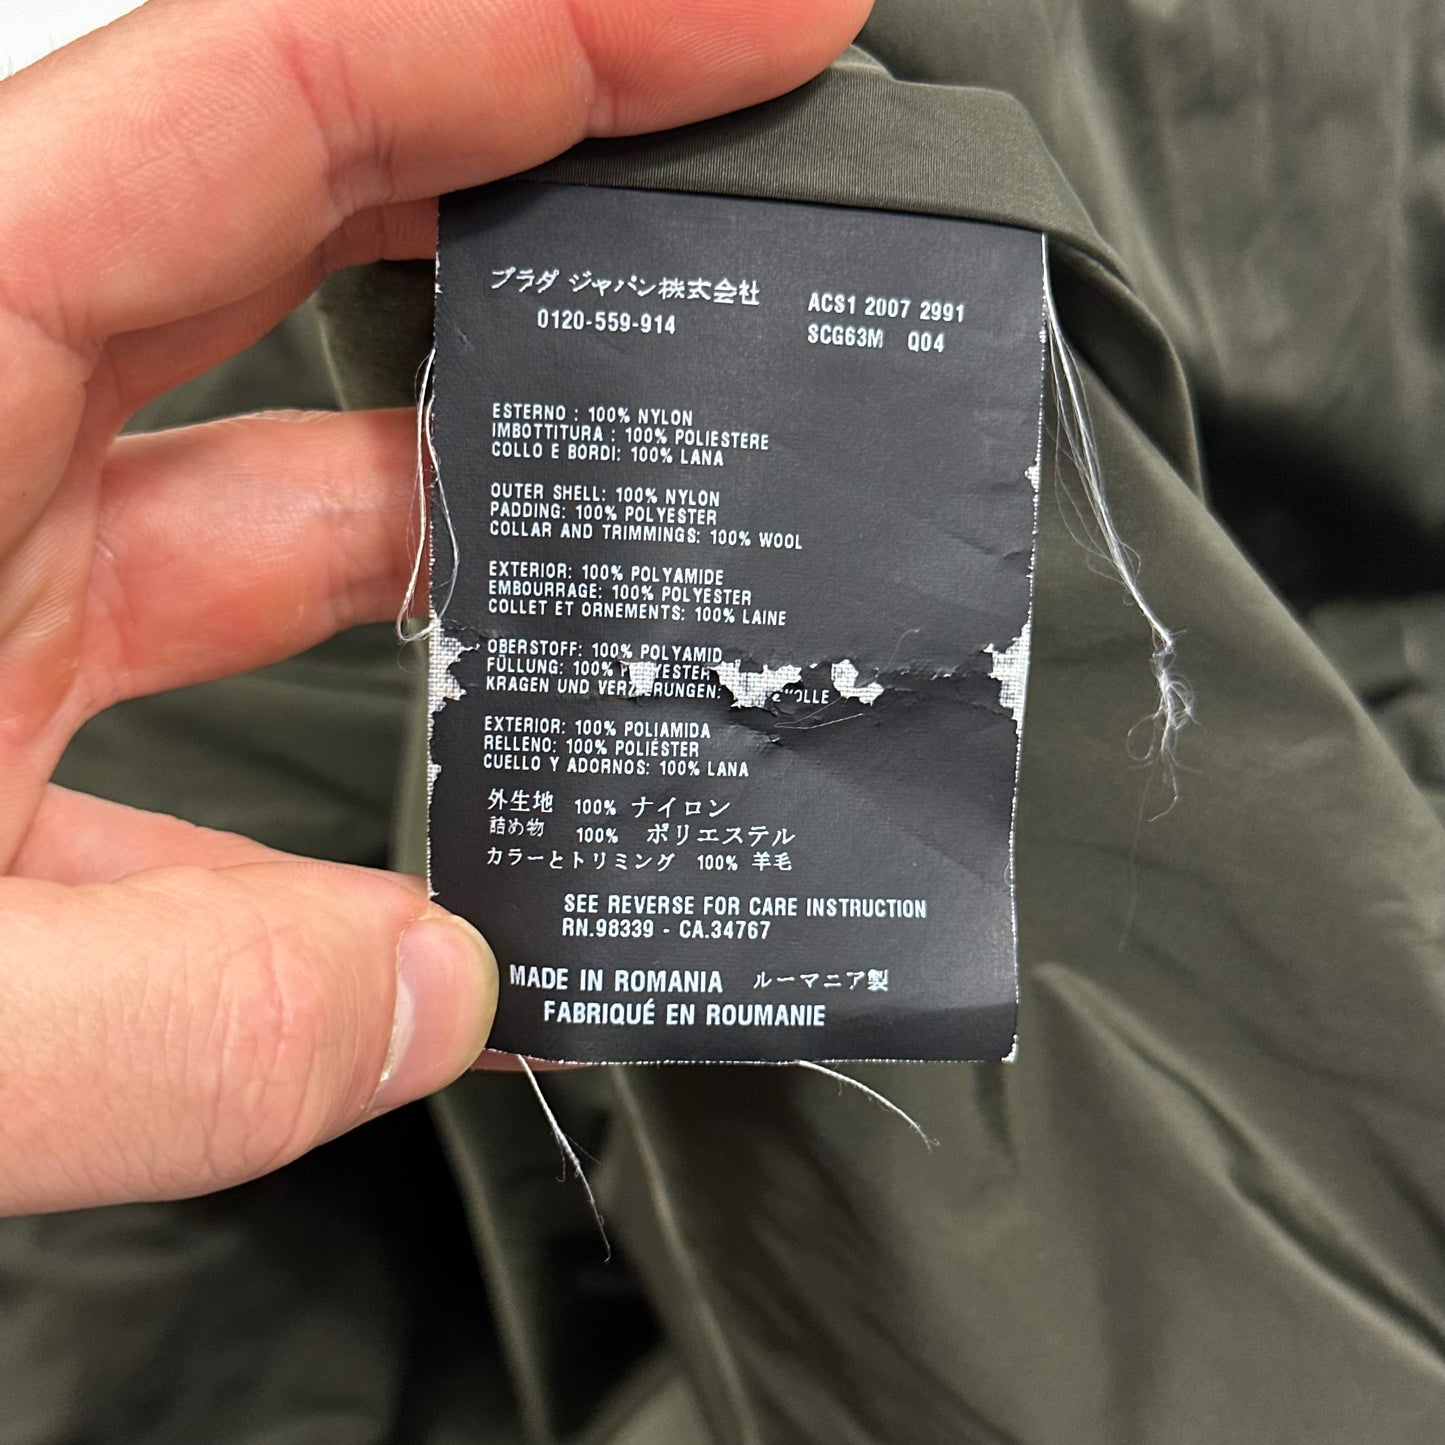 プラダ ジャパン株式会社
0120-559-914
ACS1 2007 2991
SCG63M Q04
ESTERNO : 100% NYLON
IMBOTTITURA : 100% POLIESTERE
COLLO E BORDI: 100% LANA
OUTER SHELL: 100% NYLON
PADDING: 100% POLYESTER
COLLAR AND TRIMMINGS: 100% WOOL
EXTERIOR: 100% POLYAMIDE
EMBOURRAGE: 100% POLYESTER
COLLET ET ORNEMENTS: 100% LAINE
OBERSTOFF: 100% POLYAMID
FÜLLUNG: 100%
KRAGEN UND
EXTERIOR: 100% POLIAMIDA
RELLENO: 100% POLIÉSTER
CUELLO Y ADORNOS: 100% LANA
外生地 100% ナイロン
詰め物 100% ポリエステル
カラーとトリミング 100% 羊毛
SEE REVERSE FOR CARE INSTRUCTION
RN.98339 - CA.34767
MADE IN ROMANIA ルーマニア製
FABRIQUÉ EN ROUMANIE